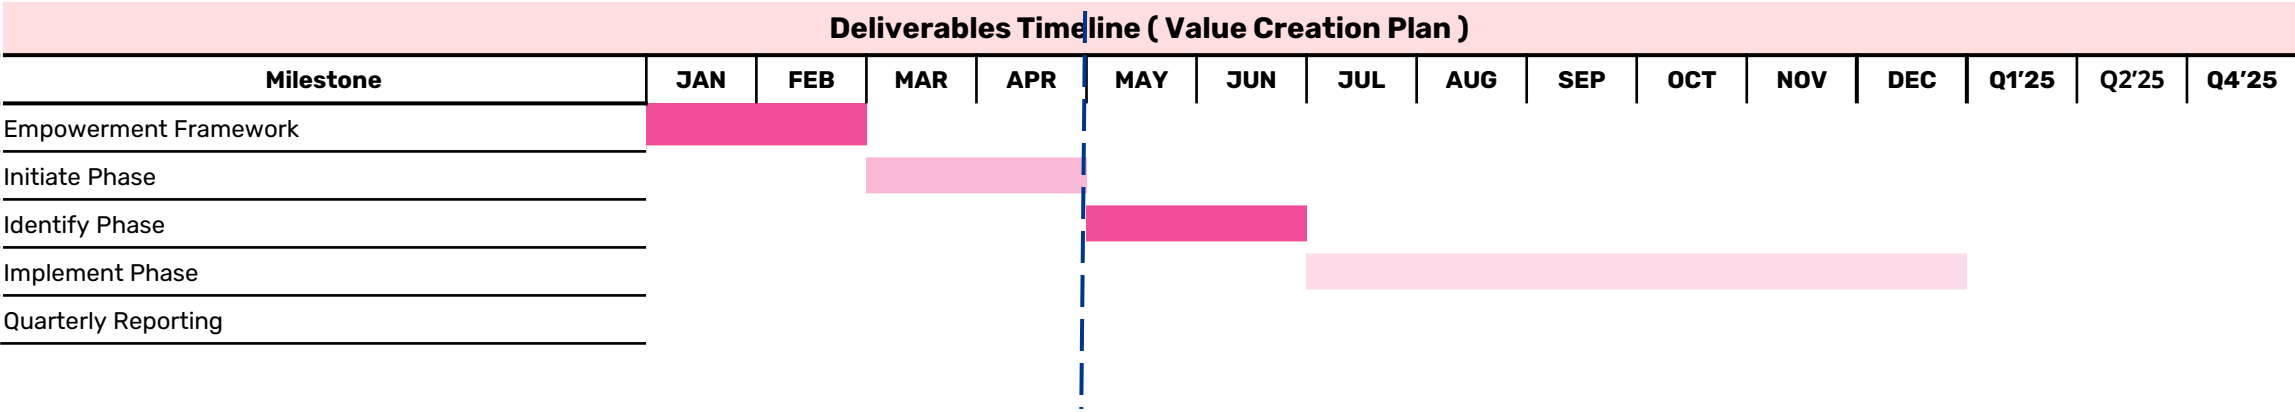 Deliverables Timeline ( Value Creation Plan )
Milestone JAN FEB MAR APR MAY JUN JUL AUG SEP OCT NOV DEC Q1’25 Q2’25 Q4’25
Empowerment Framework
Initiate Phase
Identify Phase
Implement Phase
Quarterly Reporting